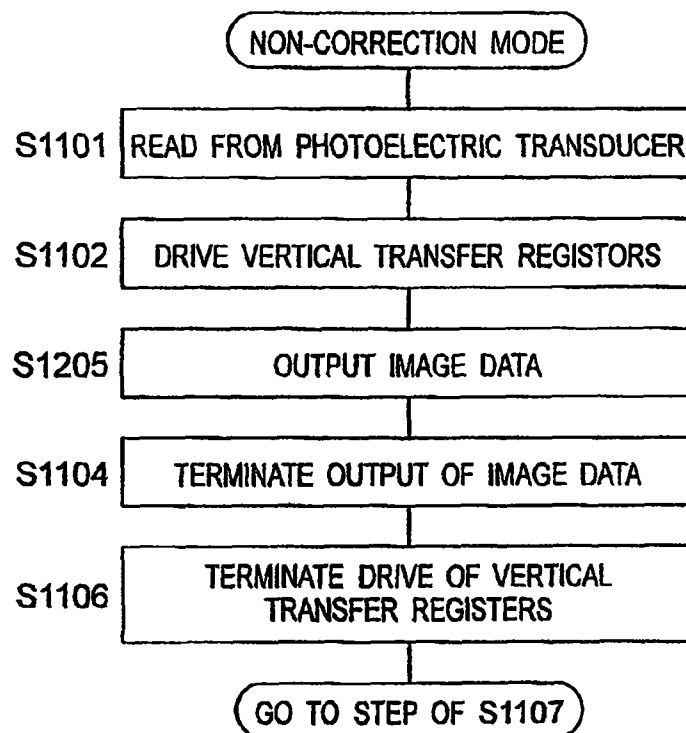 NON-CORRECTION MODE
S1101 READ FROM PHOTOELECTRIC TRANSDUCER
S1102 DRIVE VERTICAL TRANSFER REGISTORS
S1205 OUTPUT IMAGE DATA
S1104 TERMINATE OUTPUT OF IMAGE DATA
S1106 TERMINATE DRIVE OF VERTICAL
TRANSFER REGISTERS
GO TO STEP OF S1107